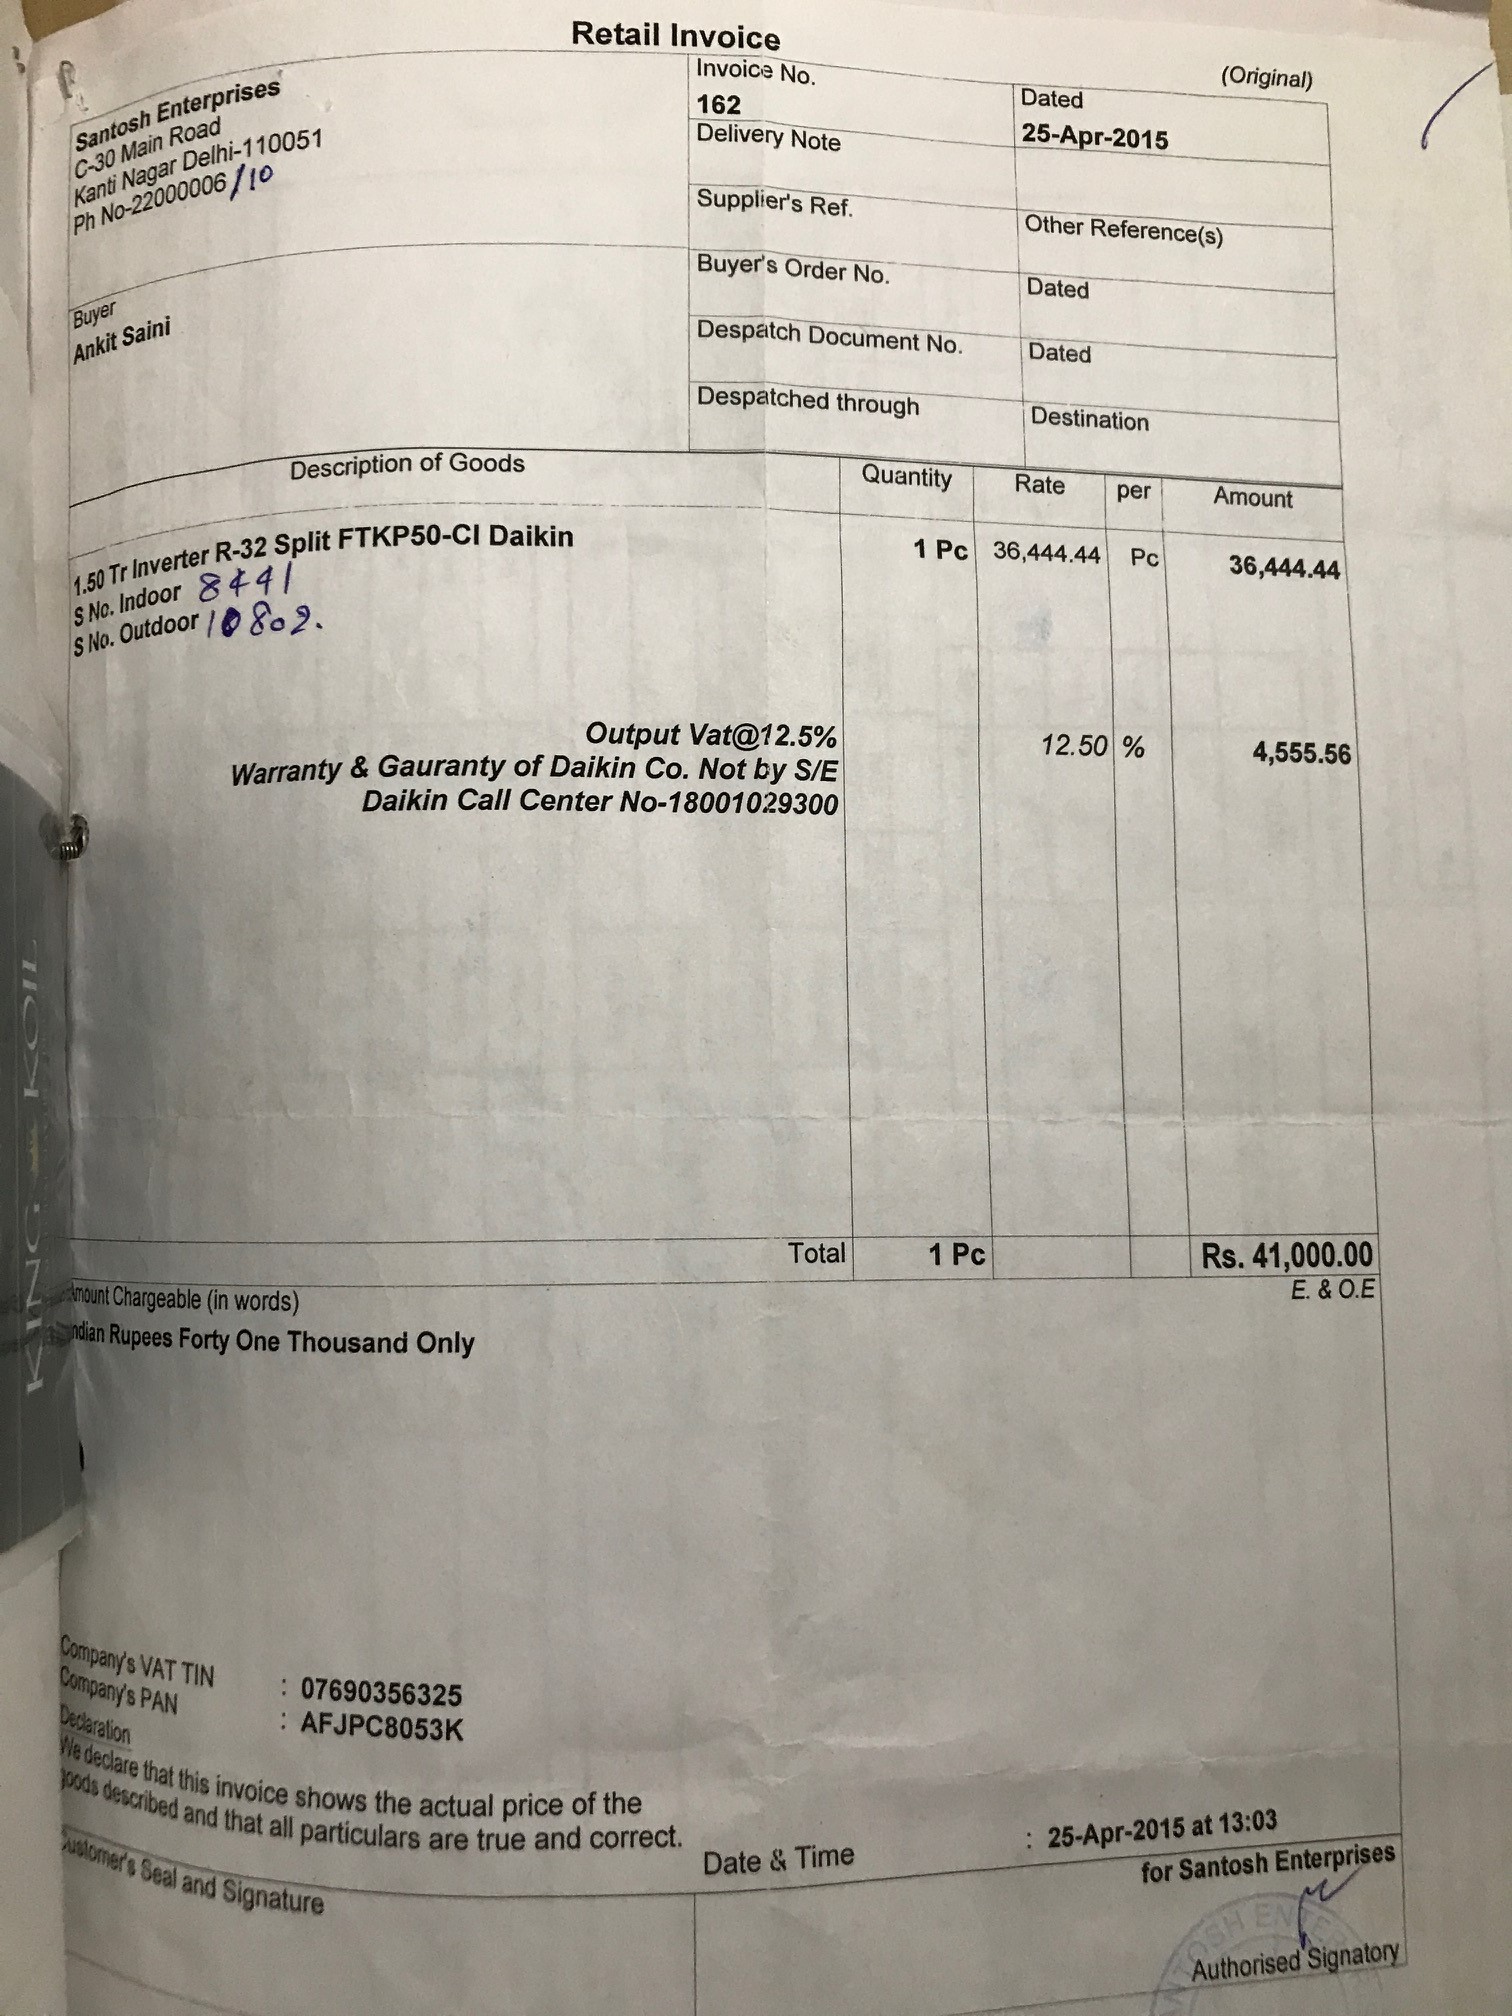 Retail Invoice
(Original)
Santosh Enterprises
C-30 Main Road
Kanti Nagar Delhi-110051
Ph No-22000006/10
Invoice No.
162
Dated
25-Apr-2015
Delivery Note
Supplier's Ref.
Other Reference(s)
Buyer
Ankit Saini
Buyer's Order No.
Dated
Despatch Document No.
Dated
Despatched through
Destination
Description of Goods Quantity Rate per Amount
1.50 Tr Inverter R-32 Split FTKP50-CI Daikin 1 Pc 36,444.44 Pc 36,444.44
S No. Indoor 8441
S No. Outdoor 10802.
Output Vat@12.5% 12.50 % 4,555.56
Warranty & Gauranty of Daikin Co. Not by S/E
Daikin Call Center No-18001029300
Total 1 Pc Rs. 41,000.00
E. & O.E
Amount Chargeable (in words)
Indian Rupees Forty One Thousand Only
KING KOIL
Company's VAT TIN : 07690356325
Company's PAN : AFJPC8053K
Declaration
We declare that this invoice shows the actual price of the
goods described and that all particulars are true and correct.
Date & Time : 25-Apr-2015 at 13:03
Customer's Seal and Signature
for Santosh Enterprises
Authorised Signatory